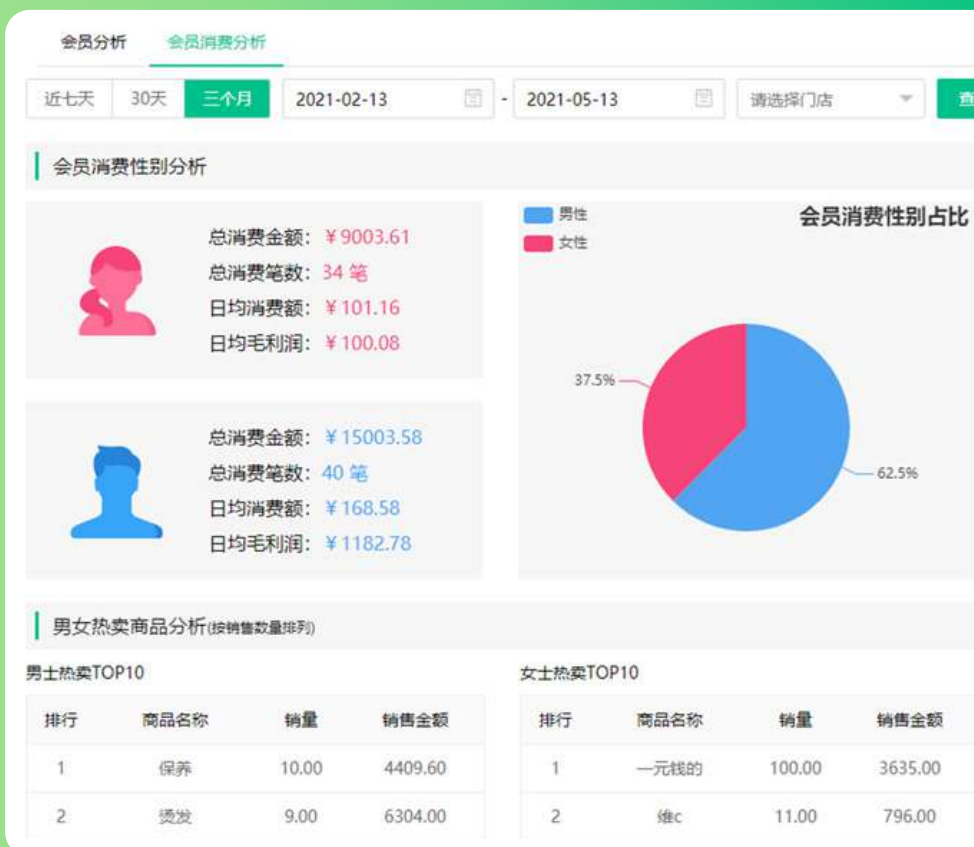 会员分析 会员消费分析
近七天 30天 三个月 2021-02-13 - 2021-05-13 请选择门店 查
会员消费性别分析
总消费金额：¥9003.61
总消费笔数：34 笔
日均消费额：¥101.16
日均毛利润：¥100.08
总消费金额：¥15003.58
总消费笔数：40 笔
日均消费额：¥168.58
日均毛利润：¥1182.78
男性
女性
会员消费性别占比
37.5%
62.5%
男女热卖商品分析(按销售数量排列)
男士热卖TOP10
排行 商品名称 销量 销售金额
1 保养 10.00 4409.60
2 烫发 9.00 6304.00
女士热卖TOP10
排行 商品名称 销量 销售金额
1 一元钱的 100.00 3635.00
2 维c 11.00 796.00